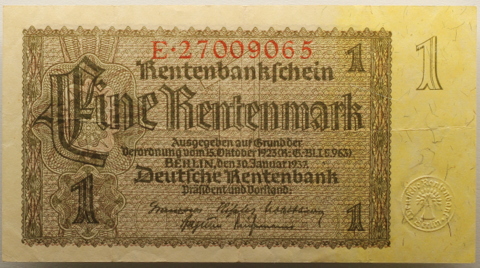 E·27009065
1
Rentenbankschein
1
Eine Rentenmark
Ausgegeben auf Grund der
Verordnung vom 15. Oktober 1923 (R.-G.-Bl. I S. 963)
BERLIN, den 30. Januar 1937
Deutsche Rentenbank
Präsident und Vorstand:
1
1